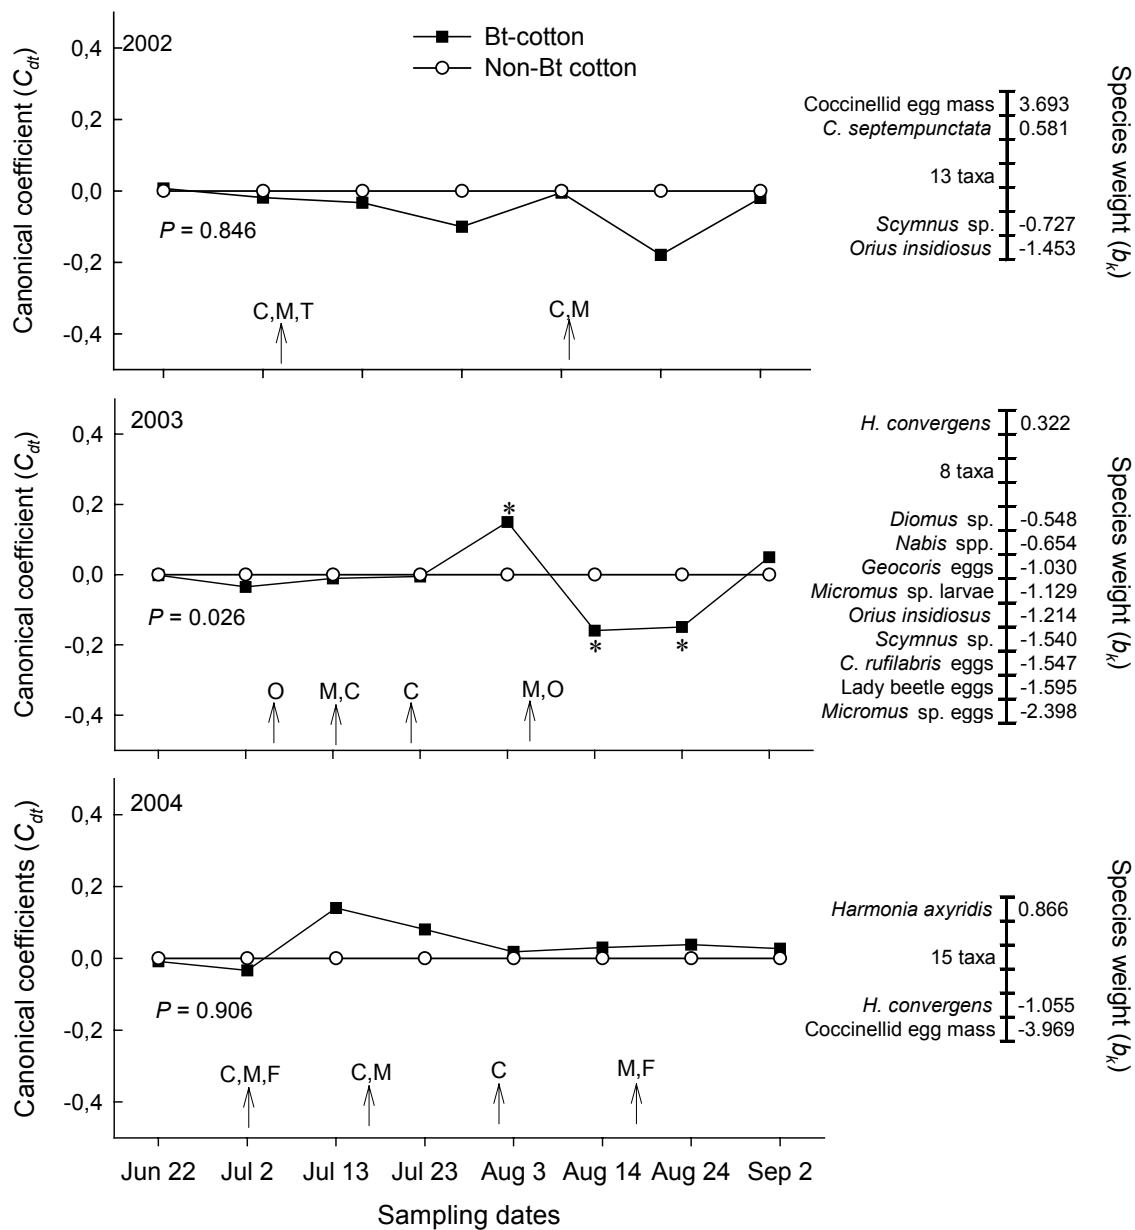 Canonical coefficient (Cdt)
0,4
0,2
0,0
-0,2
-0,4
2002
Bt-cotton
Non-Bt cotton
P = 0.846
C,M,T
C,M
Coccinellid egg mass 3.693
C. septempunctata 0.581
13 taxa
Scymnus sp. -0.727
Orius insidiosus -1.453
Species weight (bk)
Canonical coefficient (Cdt)
0,4
0,2
0,0
-0,2
-0,4
2003
*
* *
P = 0.026
O
M,C
C
M,O
H. convergens 0.322
8 taxa
Diomus sp. -0.548
Nabis spp. -0.654
Geocoris eggs -1.030
Micromus sp. larvae -1.129
Orius insidiosus -1.214
Scymnus sp. -1.540
C. rufilabris eggs -1.547
Lady beetle eggs -1.595
Micromus sp. eggs -2.398
Species weight (bk)
Canonical coefficients (Cdt)
0,4
0,2
0,0
-0,2
-0,4
2004
P = 0.906
C,M,F
C,M
C
M,F
Harmonia axyridis 0.866
15 taxa
H. convergens -1.055
Coccinellid egg mass -3.969
Species weight (bk)
Jun 22 Jul 2 Jul 13 Jul 23 Aug 3 Aug 14 Aug 24 Sep 2
Sampling dates